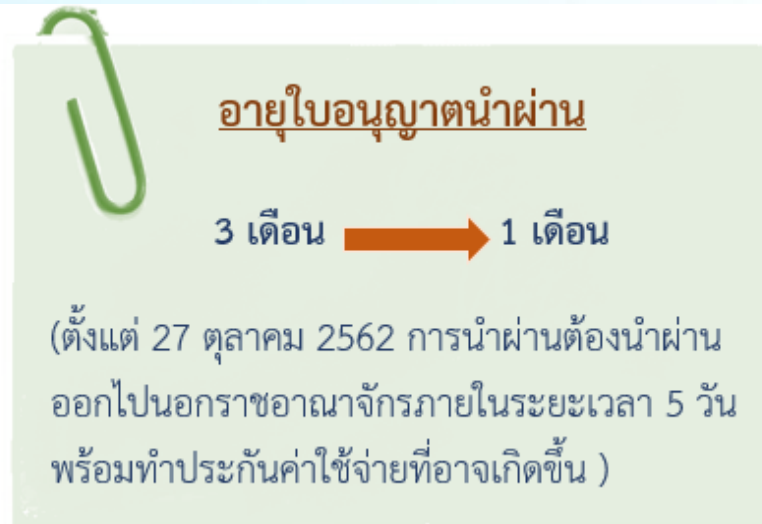 อายุใบอนุญาตนำผ่าน
3 เดือน 1 เดือน
(ตั้งแต่ 27 ตุลาคม 2562 การนำผ่านต้องนำผ่าน
ออกไปนอกราชอาณาจักรภายในระยะเวลา 5 วัน
พร้อมทำประกันค่าใช้จ่ายที่อาจเกิดขึ้น )